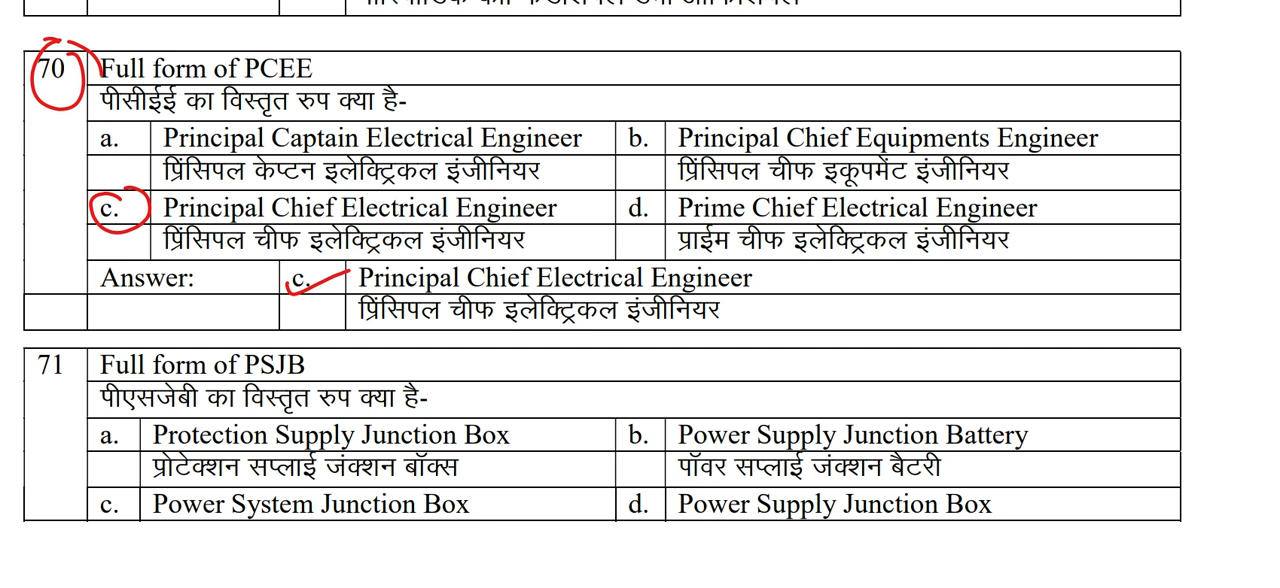 70 Full form of PCEE
पीसीईई का विस्तृत रुप क्या है-
a. Principal Captain Electrical Engineer b. Principal Chief Equipments Engineer
प्रिंसिपल केप्टन इलेक्ट्रिकल इंजीनियर प्रिंसिपल चीफ इकूपमेंट इंजीनियर
c. Principal Chief Electrical Engineer d. Prime Chief Electrical Engineer
प्रिंसिपल चीफ इलेक्ट्रिकल इंजीनियर प्राईम चीफ इलेक्ट्रिकल इंजीनियर
Answer: c. Principal Chief Electrical Engineer
प्रिंसिपल चीफ इलेक्ट्रिकल इंजीनियर
71 Full form of PSJB
पीएसजेबी का विस्तृत रुप क्या है-
a. Protection Supply Junction Box b. Power Supply Junction Battery
प्रोटेक्शन सप्लाई जंक्शन बॉक्स पॉवर सप्लाई जंक्शन बैटरी
c. Power System Junction Box d. Power Supply Junction Box